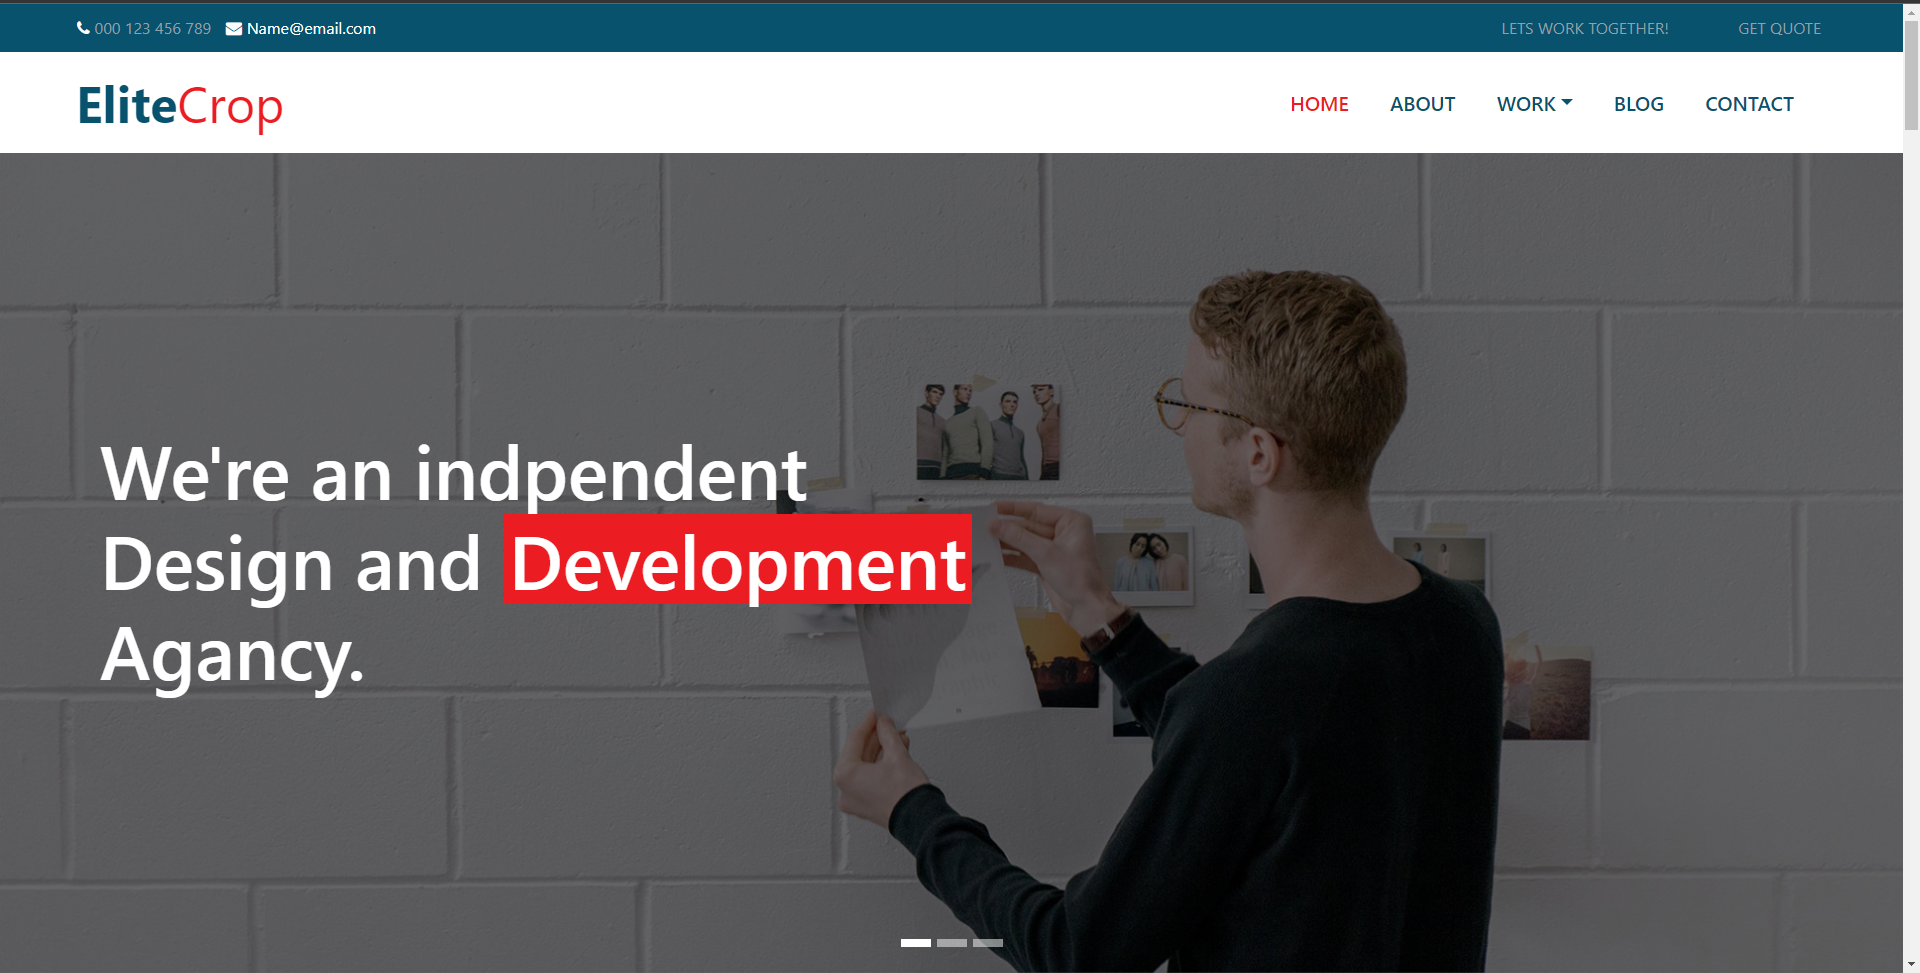 000 123 456 789 Name@email.com LETS WORK TOGETHER! GET QUOTE
EliteCrop HOME ABOUT WORK BLOG CONTACT
We're an indpendent
Design and Development
Agancy.